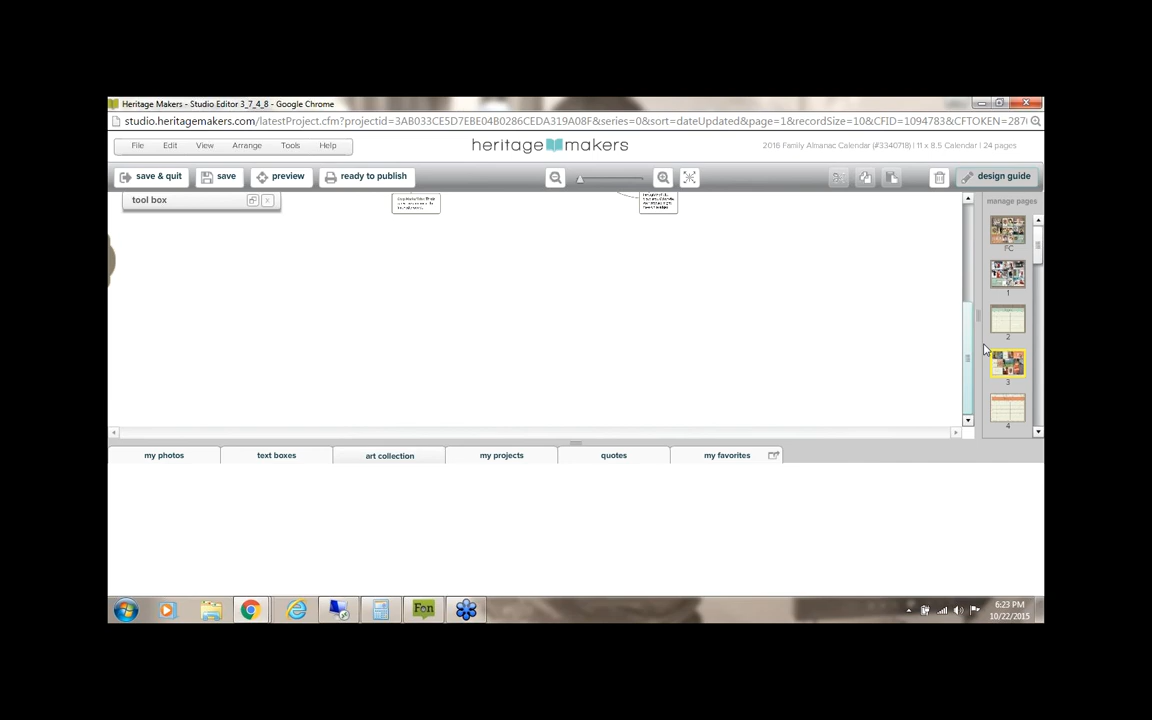 Heritage Makers - Studio Editor 3_7_4_8 - Google Chrome
studio.heritagemakers.com/latestProject.cfm?projectid=3AB033CE5D7EBE04B0286CEDA319A08F&series=0&sort=dateUpdated&page=1&recordSize=10&CFID=1094783&CFTOKEN=287
File Edit View Arrange Tools Help
heritage makers
2016 Family Almanac Calendar (#3340718) | 11 x 8.5 Calendar | 24 pages
save & quit save preview ready to publish design guide
tool box
manage pages
FC
1
2
3
4
my photos text boxes art collection my projects quotes my favorites
Fon
6:23 PM
10/22/2015